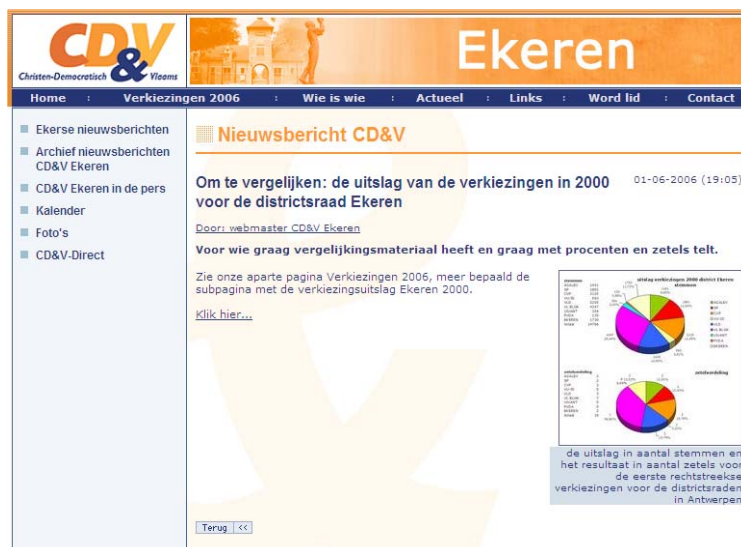 CD&V
Christen-Democratisch & Vlaams
Ekeren
Home : Verkiezingen 2006 : Wie is wie : Actueel : Links : Word lid : Contact
Ekerse nieuwsberichten
Archief nieuwsberichten
CD&V Ekeren
CD&V Ekeren in de pers
Kalender
Foto's
CD&V-Direct
Nieuwsbericht CD&V
Om te vergelijken: de uitslag van de verkiezingen in 2000
voor de districtsraad Ekeren
01-06-2006 (19:05)
Door: webmaster CD&V Ekeren
Voor wie graag vergelijkingsmateriaal heeft en graag met procenten en zetels telt.
Zie onze aparte pagina Verkiezingen 2006, meer bepaald de
subpagina met de verkiezingsuitslag Ekeren 2000.
Klik hier...
uitslag verkiezingen 2000 district Ekeren
stemmen
zetelverdeling
de uitslag in aantal stemmen en
het resultaat in aantal zetels voor
de eerste rechtstreekse
verkiezingen voor de districtsraden
in Antwerpen
Terug <<